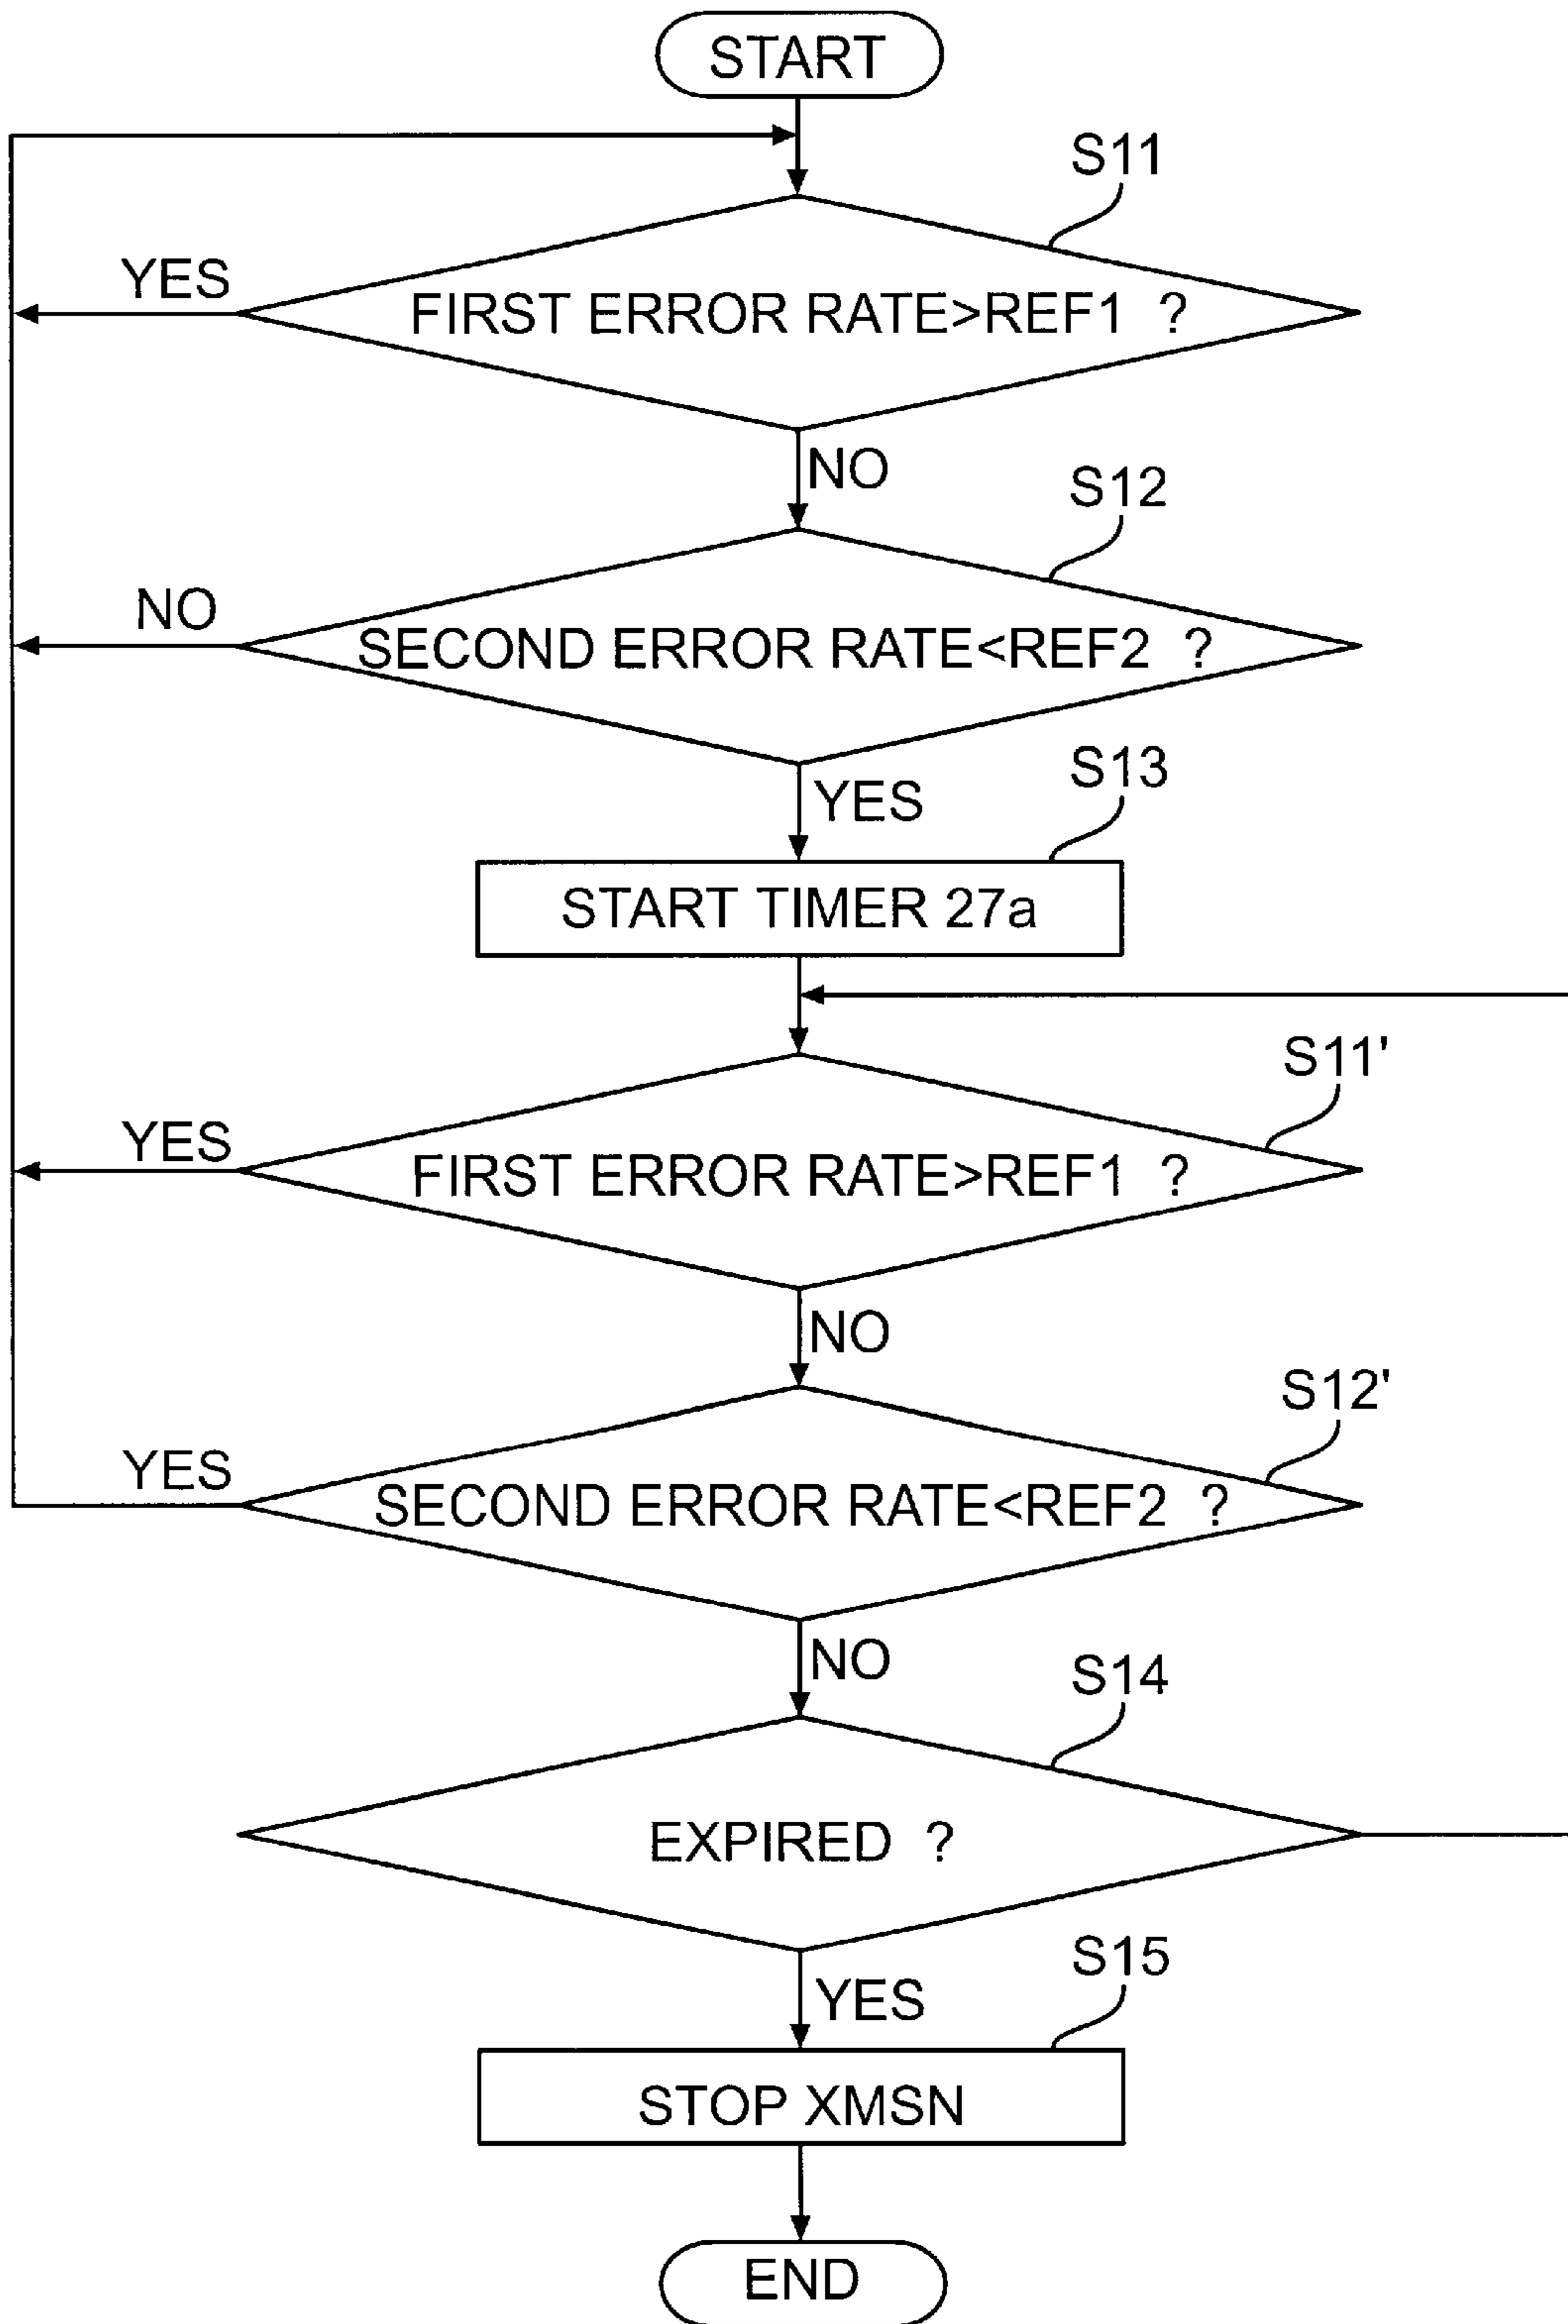 START
S11
YES
FIRST ERROR RATE>REF1 ?
NO
S12
NO
SECOND ERROR RATE<REF2 ?
S13
YES
START TIMER 27a
S11'
YES
FIRST ERROR RATE>REF1 ?
NO
S12'
YES
SECOND ERROR RATE<REF2 ?
NO
S14
EXPIRED ?
S15
YES
STOP XMSN
END